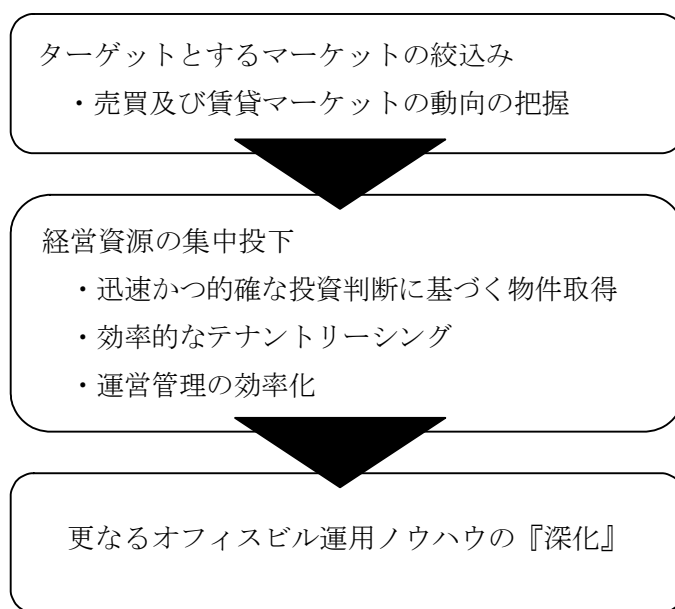 ターゲットとするマーケットの絞込み
・売買及び賃貸マーケットの動向の把握
経営資源の集中投下
・迅速かつ的確な投資判断に基づく物件取得
・効率的なテナントリーシング
・運営管理の効率化
更なるオフィスビル運用ノウハウの『深化』